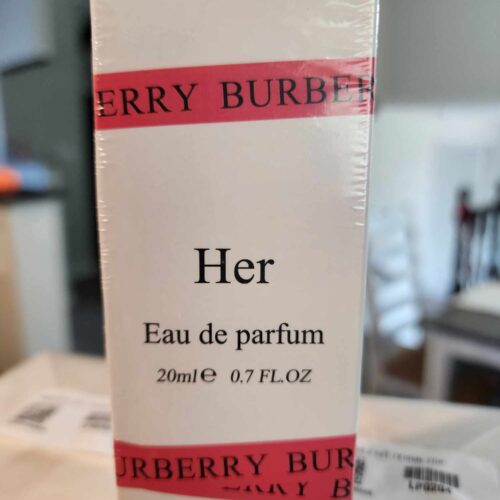 ERRY BURBER
Her
Eau de parfum
20ml℮ 0.7 FL.OZ
URBERRY BUR